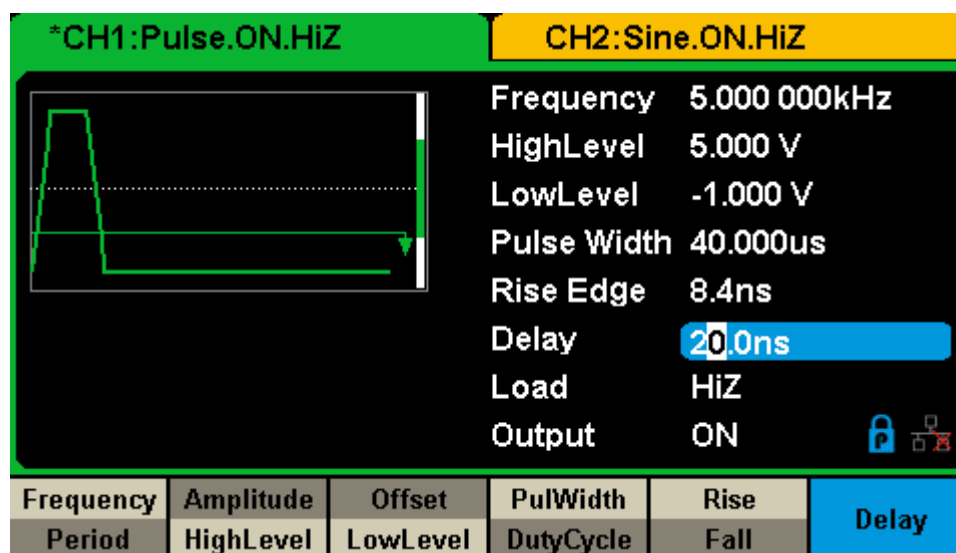 *CH1:Pulse.ON.HiZ CH2:Sine.ON.HiZ
Frequency 5.000 000kHz
HighLevel 5.000 V
LowLevel -1.000 V
Pulse Width 40.000us
Rise Edge 8.4ns
Delay 20.0ns
Load HiZ
Output ON P
Frequency Amplitude Offset PulWidth Rise Delay
Period HighLevel LowLevel DutyCycle Fall